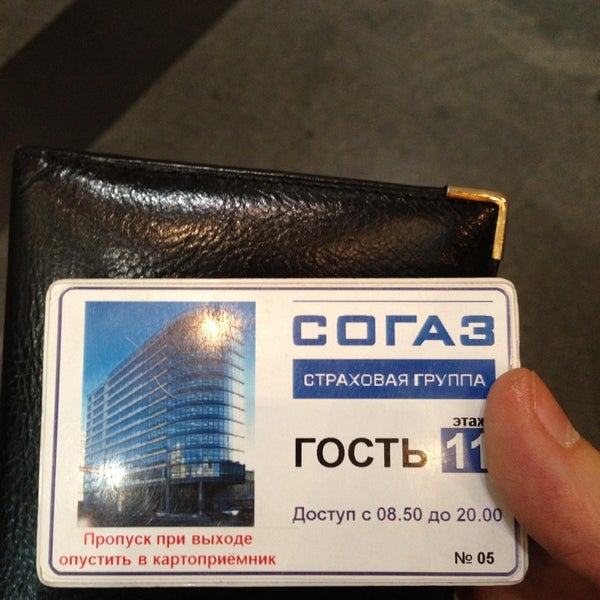 СОГАЗ
СТРАХОВАЯ ГРУППА
этаж
ГОСТЬ 11
Доступ с 08.50 до 20.00
Пропуск при выходе
опустить в картоприёмник
№ 05